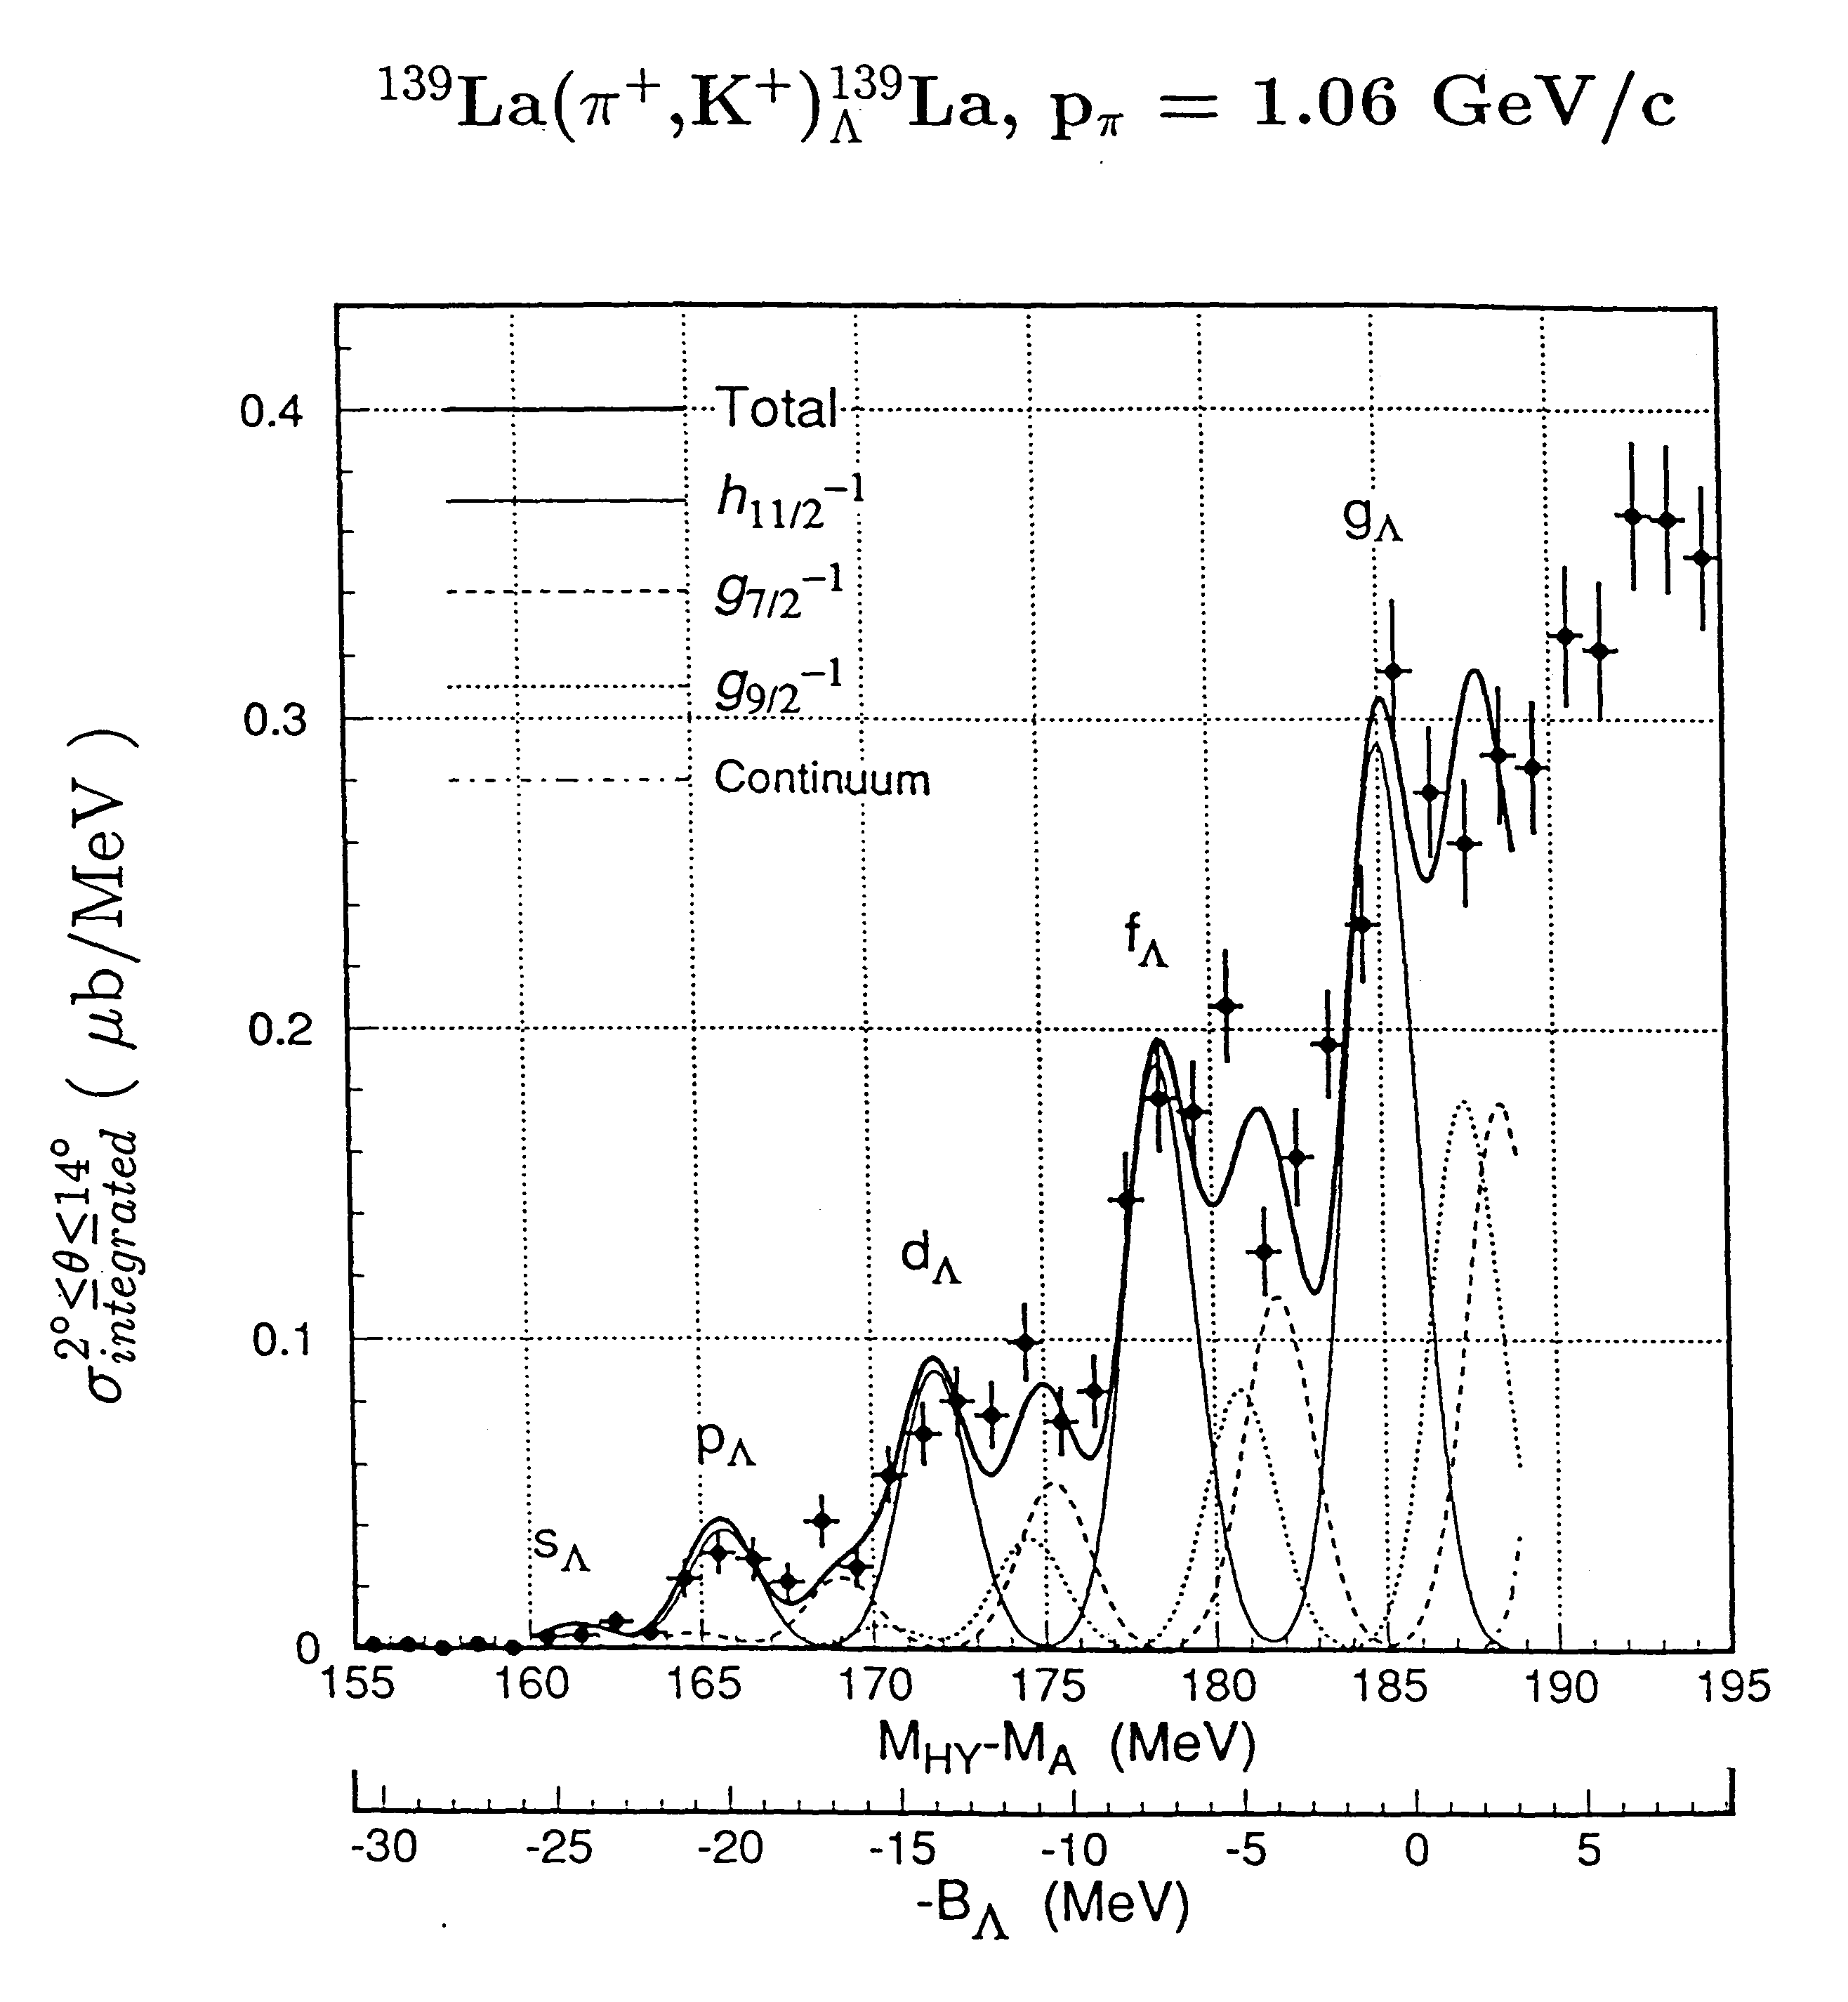 ¹³⁹La(π⁺,K⁺)¹³⁹ΛLa, pπ = 1.06 GeV/c
Total
h11/2⁻¹
g7/2⁻¹
g9/2⁻¹
Continuum
sΛ
pΛ
dΛ
fΛ
gΛ
0.4
0.3
0.2
0.1
0
σ integrated 2°≤θ≤14° ( μb/MeV )
155 160 165 170 175 180 185 190 195
MHY-MA (MeV)
-30 -25 -20 -15 -10 -5 0 5
-BΛ (MeV)